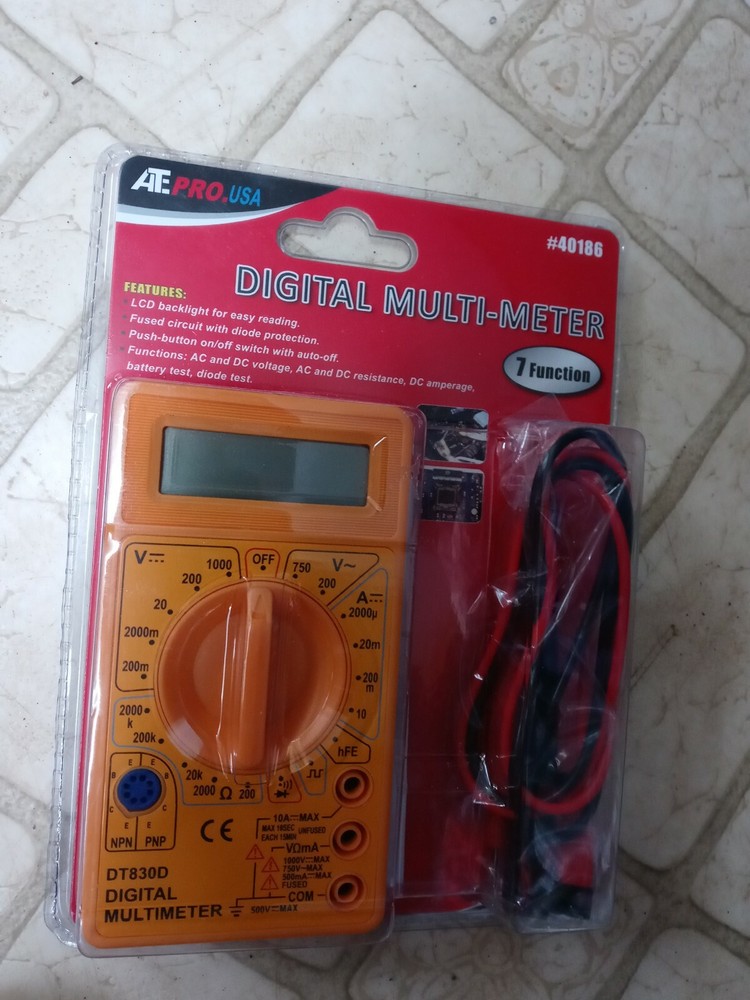 ATE PRO.USA
#40186
DIGITAL MULTI-METER
7 Function
FEATURES:
• LCD backlight for easy reading.
• Fused circuit with diode protection.
• Push-button on/off switch with auto-off.
• Functions: AC and DC voltage, AC and DC resistance, DC amperage,
battery test, diode test.
V⎓
1000
OFF
750
V~
200
200
A⎓
20
2000µ
2000m
20m
200m
200
m
2000
k
10
200k
hFE
20k
2000
Ω
200
E
E
B
B
C
C
E
E
NPN
PNP
CE
10A⎓MAX
MAX 10SEC UNFUSED
EACH 15MIN
VΩmA
1000V⎓MAX
750V~MAX
500mA⎓MAX
FUSED
COM
500V⎓MAX
DT830D
DIGITAL
MULTIMETER